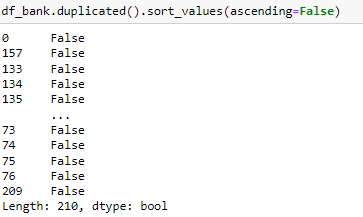 df_bank.duplicated().sort_values(ascending=False)
0 False
157 False
133 False
134 False
135 False
...
73 False
74 False
75 False
76 False
209 False
Length: 210, dtype: bool